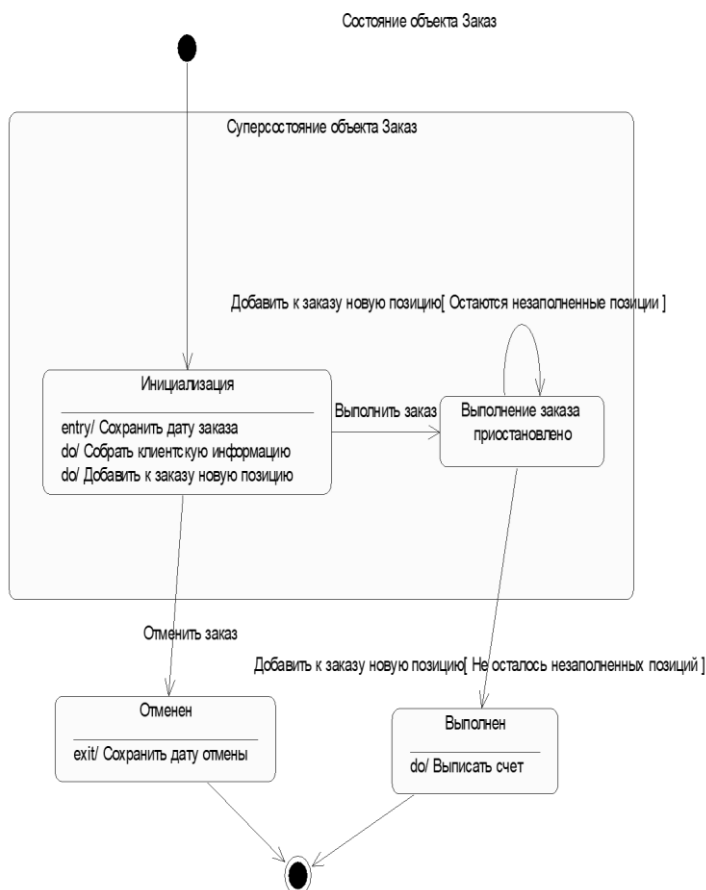 Состояние объекта Заказ
Суперсостояние объекта Заказ
Добавить к заказу новую позицию[ Остаются незаполненные позиции ]
Инициализация
entry/ Сохранить дату заказа
do/ Собрать клиентскую информацию
do/ Добавить к заказу новую позицию
Выполнить заказ
Выполнение заказа
приостановлено
Отменить заказ
Добавить к заказу новую позицию[ Не осталось незаполненных позиций ]
Отменен
exit/ Сохранить дату отмены
Выполнен
do/ Выписать счет